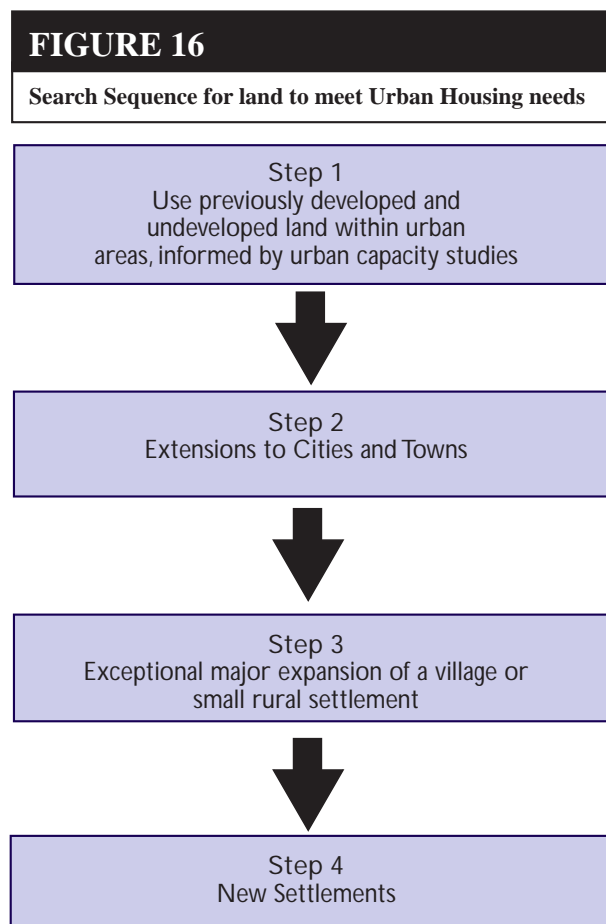 FIGURE 16
Search Sequence for land to meet Urban Housing needs
Step 1
Use previously developed and
undeveloped land within urban
areas, informed by urban capacity studies
Step 2
Extensions to Cities and Towns
Step 3
Exceptional major expansion of a village or
small rural settlement
Step 4
New Settlements